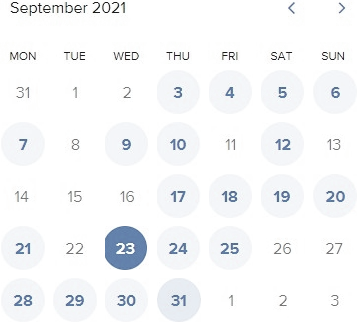 September 2021
MON TUE WED THU FRI SAT SUN
31 1 2 3 4 5 6
7 8 9 10 11 12 13
14 15 16 17 18 19 20
21 22 23 24 25 26 27
28 29 30 31 1 2 3